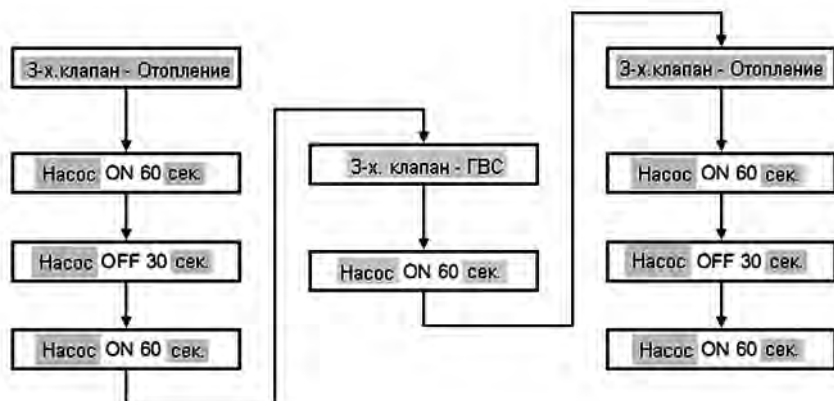 3-х.клапан - Отопление
Насос ON 60 сек.
Насос OFF 30 сек.
Насос ON 60 сек.
3-х. клапан - ГВС
Насос ON 60 сек.
3-х.клапан - Отопление
Насос ON 60 сек.
Насос OFF 30 сек.
Насос ON 60 сек.